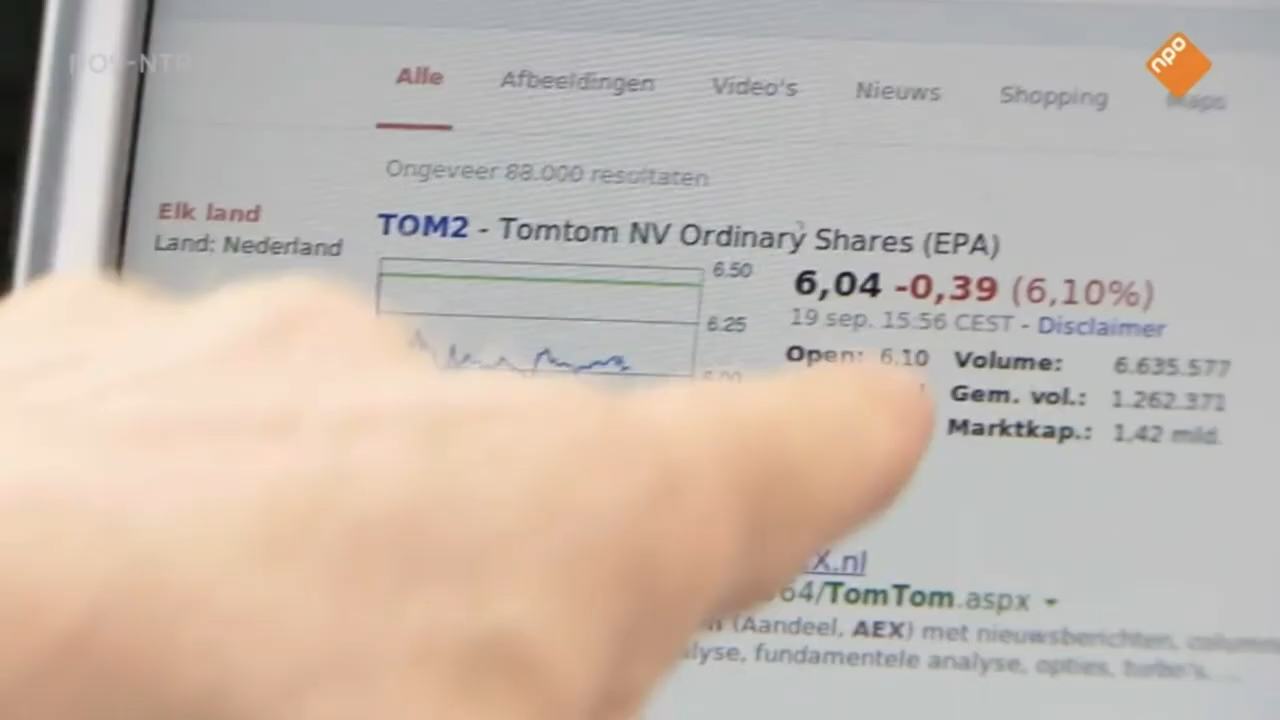 npo
Alle Afbeeldingen Video's Nieuws Shopping Maps
Ongeveer 88.000 resultaten
Elk land
Land: Nederland
TOM2 - Tomtom NV Ordinary Shares (EPA)
6.50
6.25
6,04 -0,39 (6,10%)
19 sep. 15:56 CEST - Disclaimer
Open: 6.10 Volume: 6.635.577
Gem. vol.: 1.262.371
Marktkap.: 1,42 mld.
X.nl
64/TomTom.aspx
(Aandeel, AEX) met nieuwsberichten,
lyse, fundamentele analyse, opties, turbo's